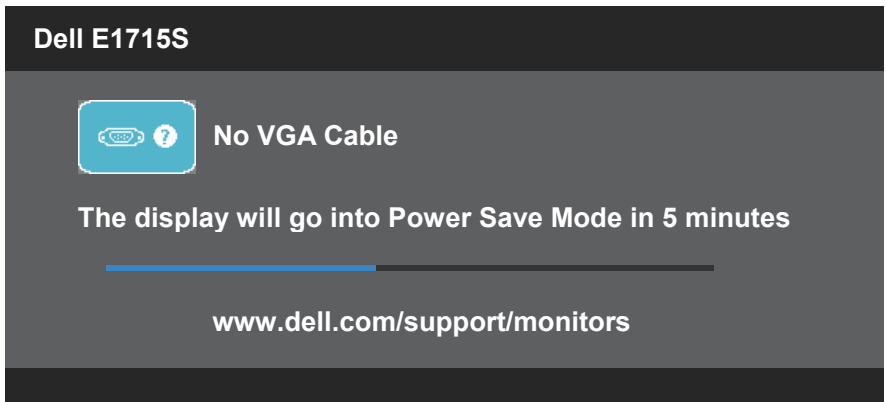 Dell E1715S
No VGA Cable
The display will go into Power Save Mode in 5 minutes
www.dell.com/support/monitors